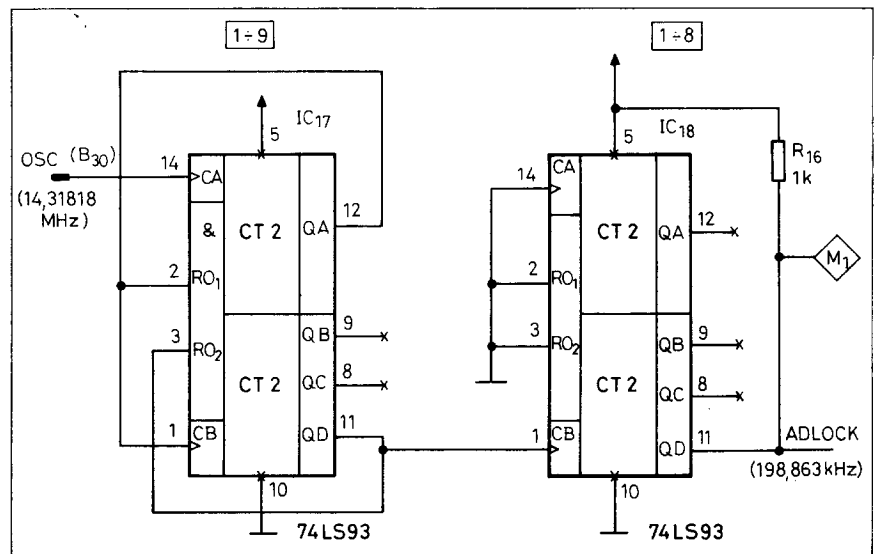 1÷9
1÷8
OSC (B30)
(14,31818
MHz)
IC17
5
14
CA
&
CT 2
QA
12
2
RO1
3
RO2
QB
9
CT 2
QC
8
1
CB
QD
11
10
74LS93
IC18
5
14
CA
CT 2
QA
12
2
RO1
3
RO2
QB
9
CT 2
QC
8
1
CB
QD
11
10
74LS93
R16
1k
M1
ADLOCK
(198,863kHz)